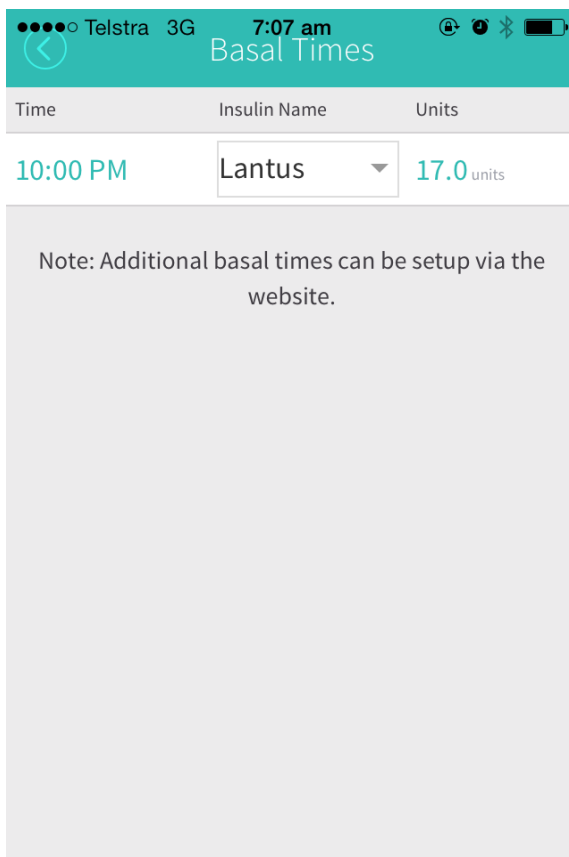 Telstra 3G 7:07 am
Basal Times
Time Insulin Name Units
10:00 PM Lantus 17.0 units
Note: Additional basal times can be setup via the
website.